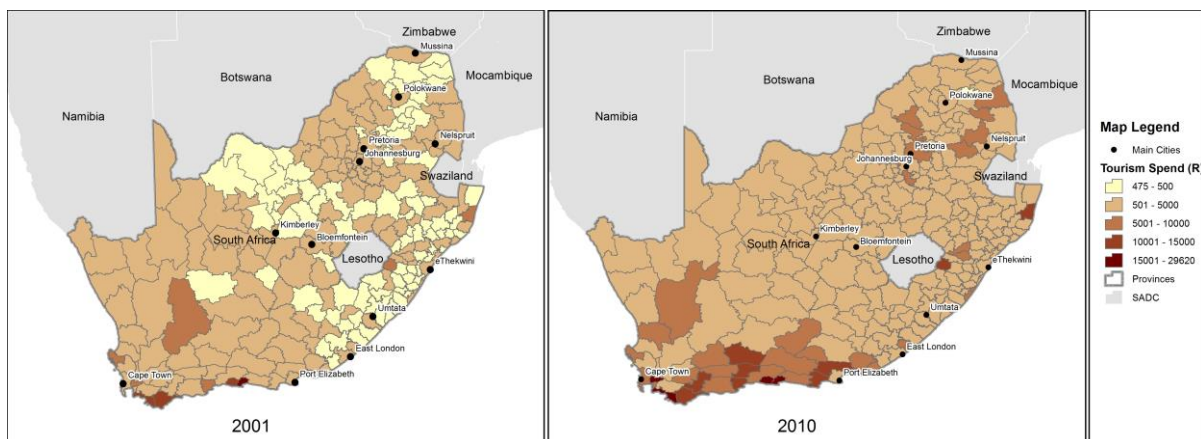 Zimbabwe
Mussina
Botswana
Mocambique
Polokwane
Namibia
Pretoria
Nelspruit
Johannesburg
Swaziland
Kimberley
South Africa
Bloemfontein
Lesotho
eThekwini
Umtata
East London
Cape Town
Port Elizabeth
2001
Zimbabwe
Mussina
Botswana
Mocambique
Polokwane
Namibia
Pretoria
Nelspruit
Johannesburg
Swaziland
Kimberley
South Africa
Bloemfontein
Lesotho
eThekwini
Umtata
East London
Cape Town
Port Elizabeth
2010
Map Legend
Main Cities
Tourism Spend (R)
475 - 500
501 - 5000
5001 - 10000
10001 - 15000
15001 - 29620
Provinces
SADC